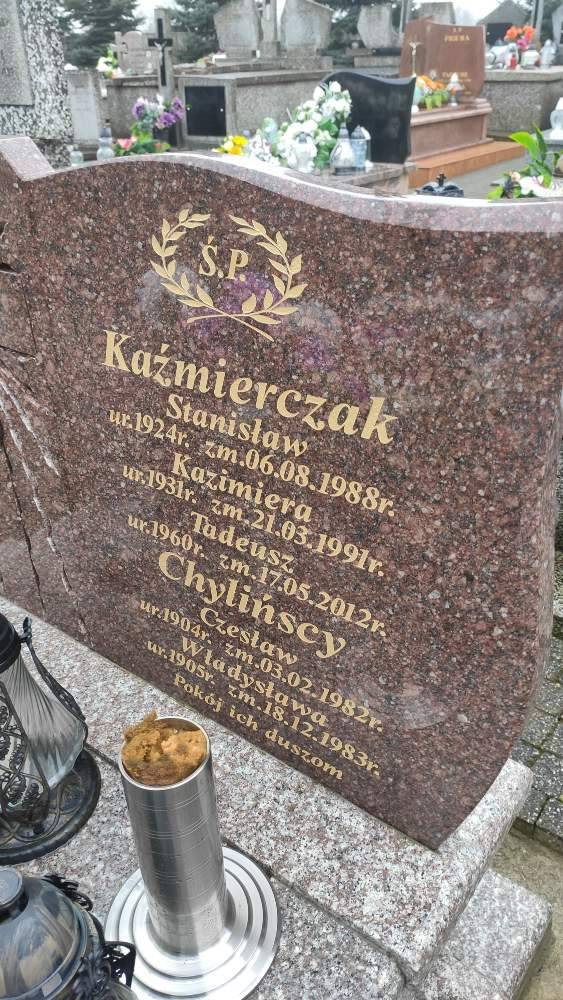 Ś.P.
Kaźmierczak
Stanisław
ur.1924r. zm.06.08.1988r.
Kazimiera
ur.1931r. zm.21.03.1991r.
Tadeusz
ur.1960r. zm.17.05.2012r.
Chylińscy
Czesław
ur.1904r. zm.03.02.1982r.
Władysława
ur.1905r. zm.18.12.1983r.
Pokój ich duszom